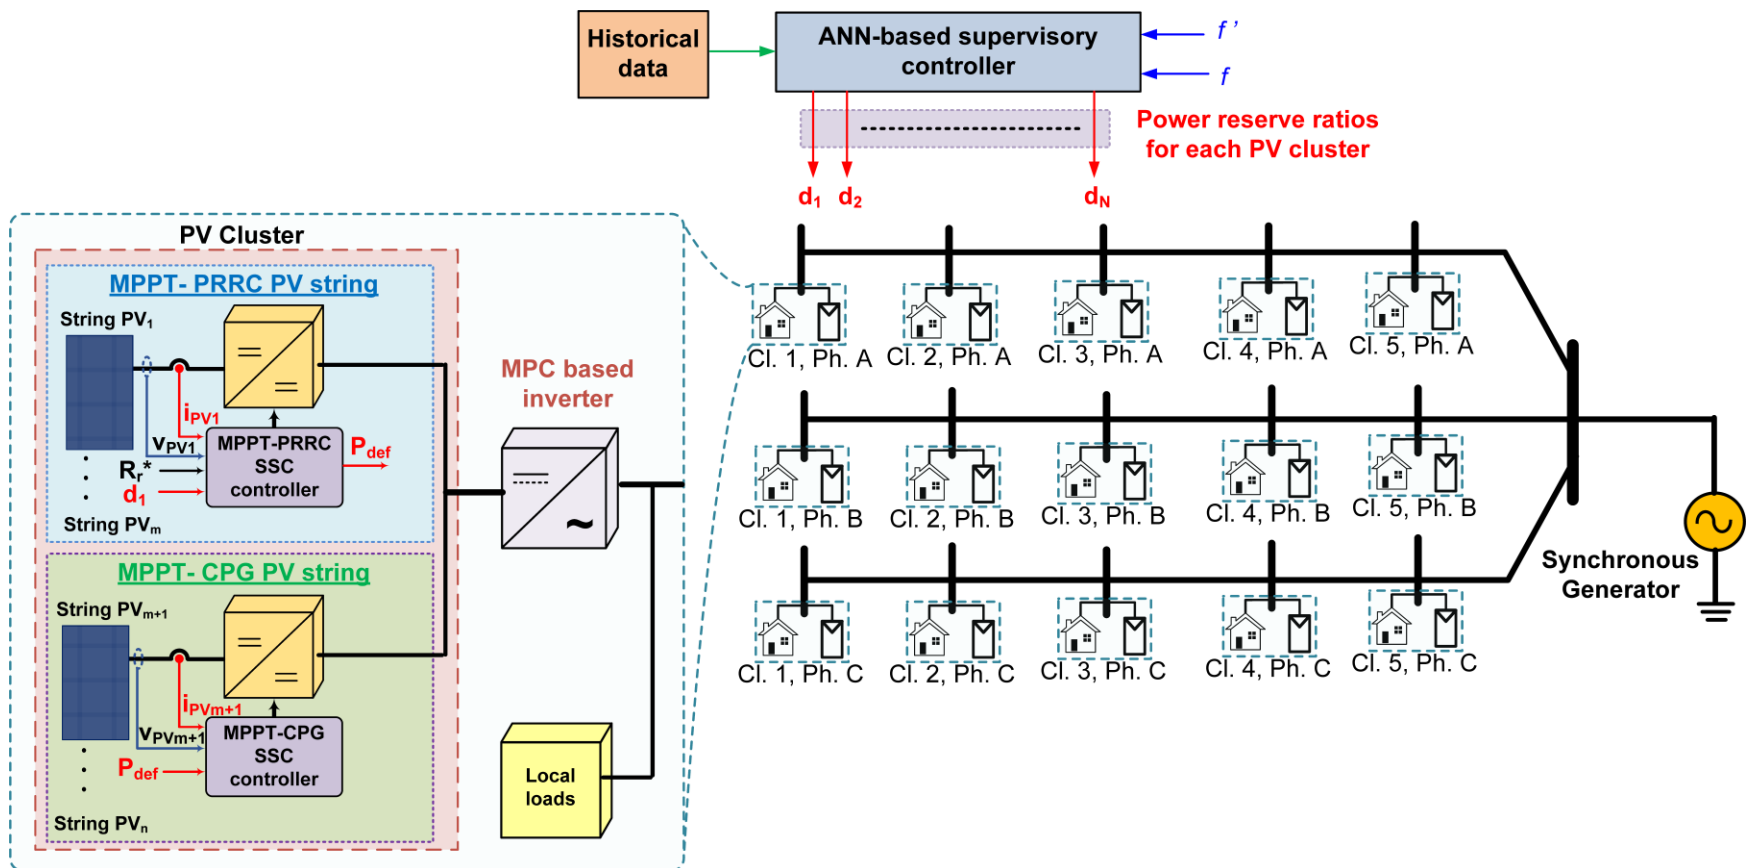 Historical
data
ANN-based supervisory
controller
f '
f
Power reserve ratios
for each PV cluster
d1
d2
dN
PV Cluster
MPPT- PRRC PV string
String PV1
iPV1
vPV1
Rr*
d1
MPPT-PRRC
SSC
controller
Pdef
String PVm
MPPT- CPG PV string
String PVm+1
iPVm+1
vPVm+1
Pdef
MPPT-CPG
SSC
controller
String PVn
MPC based
inverter
~
Local
loads
Cl. 1, Ph. A
Cl. 2, Ph. A
Cl. 3, Ph. A
Cl. 4, Ph. A
Cl. 5, Ph. A
Cl. 1, Ph. B
Cl. 2, Ph. B
Cl. 3, Ph. B
Cl. 4, Ph. B
Cl. 5, Ph. B
Cl. 1, Ph. C
Cl. 2, Ph. C
Cl. 3, Ph. C
Cl. 4, Ph. C
Cl. 5, Ph. C
Synchronous
Generator